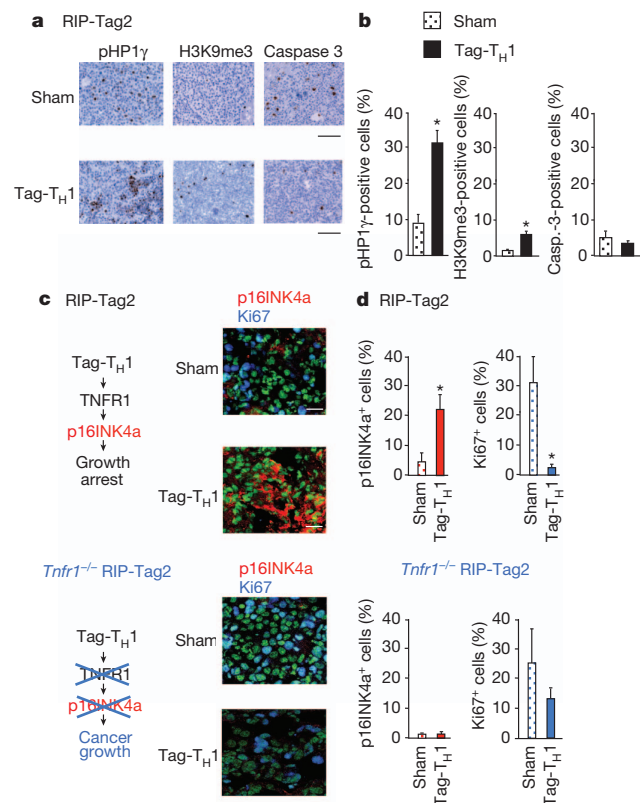 a RIP-Tag2
pHP1γ H3K9me3 Caspase 3
Sham
Tag-TH1
b
Sham
Tag-TH1
pHP1γ-positive cells (%)
40
30
20
10
0
*
H3K9me3-positive cells (%)
40
30
20
10
0
*
Casp.-3-positive cells (%)
40
30
20
10
0
c RIP-Tag2
Tag-TH1
TNFR1
p16INK4a
Growth
arrest
p16INK4a
Ki67
Sham
Tag-TH1
d RIP-Tag2
p16INK4a+ cells (%)
40
30
20
10
0
*
Sham
Tag-TH1
Ki67+ cells (%)
40
30
20
10
0
*
Sham
Tag-TH1
Tnfr1–/– RIP-Tag2
Tag-TH1
TNFR1
p16INK4a
Cancer
growth
p16INK4a
Ki67
Sham
Tag-TH1
Tnfr1–/– RIP-Tag2
p16INK4a+ cells (%)
40
30
20
10
0
Sham
Tag-TH1
Ki67+ cells (%)
40
30
20
10
0
Sham
Tag-TH1